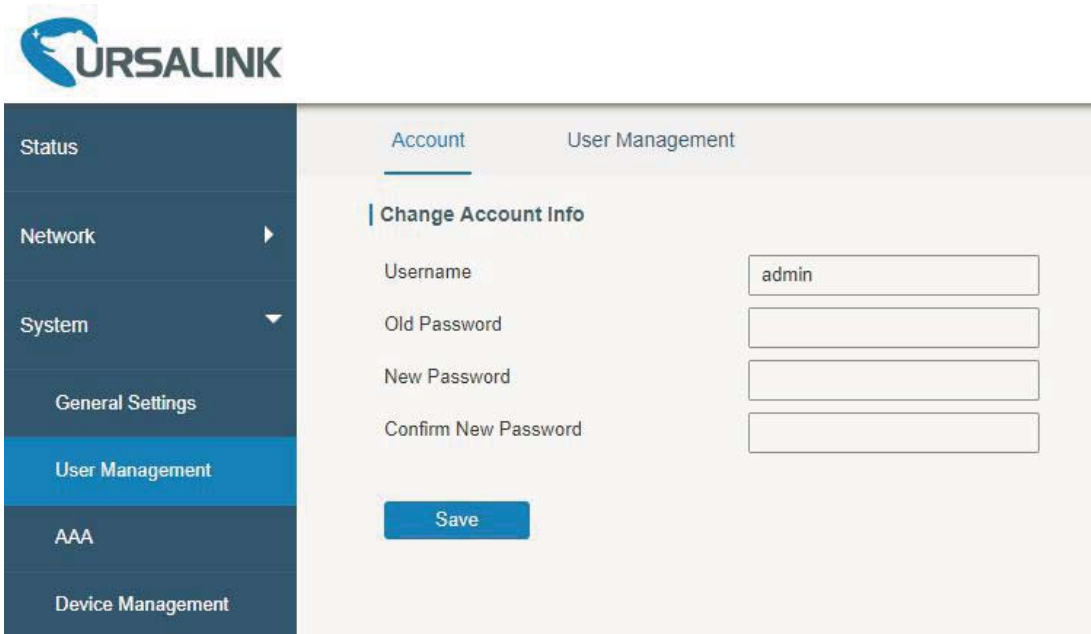 URSALINK
Status
Network
System
General Settings
User Management
AAA
Device Management
Account User Management
Change Account Info
Username admin
Old Password
New Password
Confirm New Password
Save